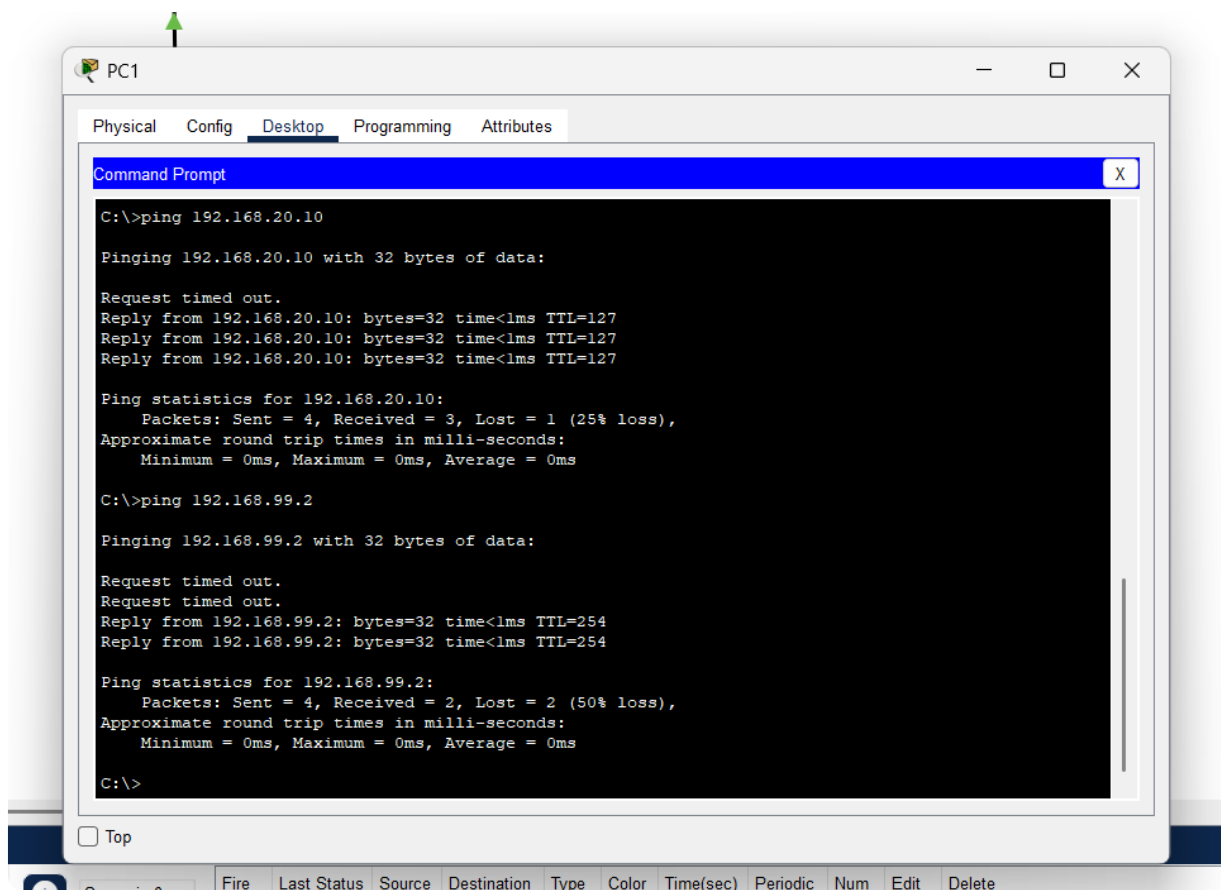 PC1
Physical Config Desktop Programming Attributes
Command Prompt
X
C:\>ping 192.168.20.10
Pinging 192.168.20.10 with 32 bytes of data:
Request timed out.
Reply from 192.168.20.10: bytes=32 time<1ms TTL=127
Reply from 192.168.20.10: bytes=32 time<1ms TTL=127
Reply from 192.168.20.10: bytes=32 time<1ms TTL=127
Ping statistics for 192.168.20.10:
Packets: Sent = 4, Received = 3, Lost = 1 (25% loss),
Approximate round trip times in milli-seconds:
Minimum = 0ms, Maximum = 0ms, Average = 0ms
C:\>ping 192.168.99.2
Pinging 192.168.99.2 with 32 bytes of data:
Request timed out.
Request timed out.
Reply from 192.168.99.2: bytes=32 time<1ms TTL=254
Reply from 192.168.99.2: bytes=32 time<1ms TTL=254
Ping statistics for 192.168.99.2:
Packets: Sent = 4, Received = 2, Lost = 2 (50% loss),
Approximate round trip times in milli-seconds:
Minimum = 0ms, Maximum = 0ms, Average = 0ms
C:\>
Top
Fire Last Status Source Destination Type Color Time(sec) Periodic Num Edit Delete